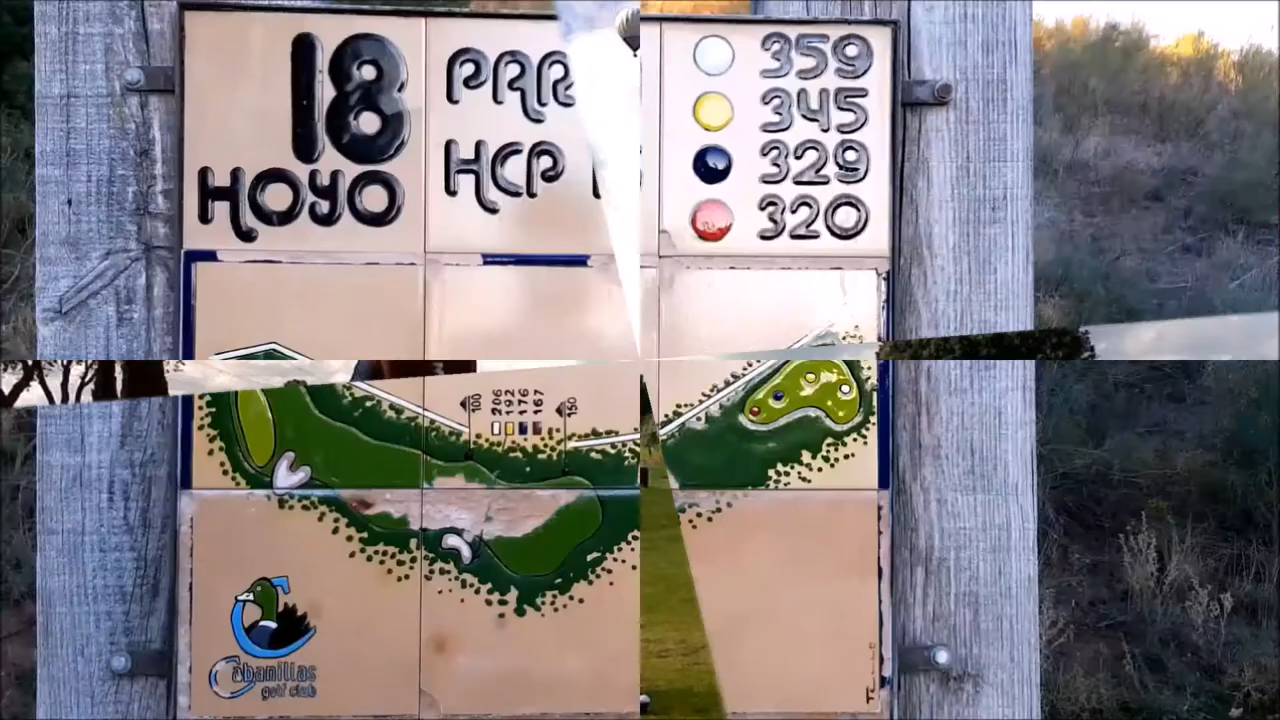 18
HOYO
PAR
HCP
359
345
329
320
100
206
192
176
167
150
Cabanillas
golf club